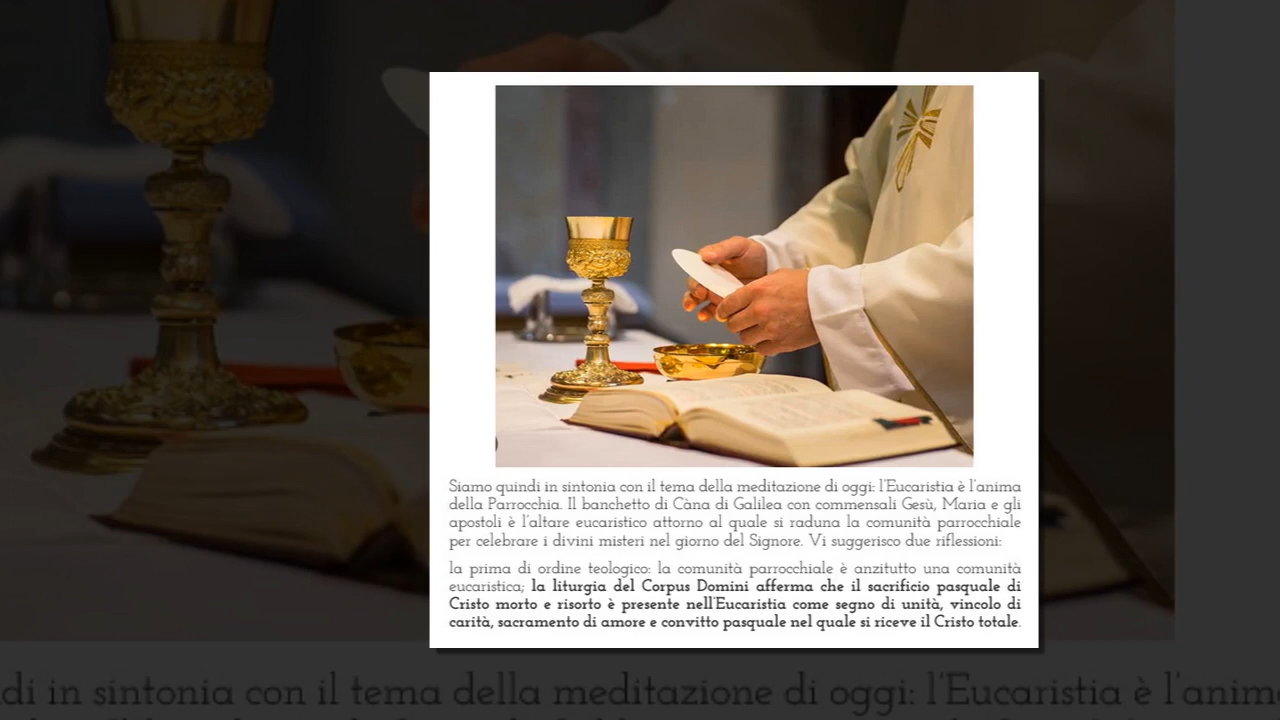 Siamo quindi in sintonia con il tema della meditazione di oggi: l'Eucaristia è l'anima
della Parrocchia. Il banchetto di Càna di Galilea con commensali Gesù, Maria e gli
apostoli è l'altare eucaristico attorno al quale si raduna la comunità parrocchiale
per celebrare i divini misteri nel giorno del Signore. Vi suggerisco due riflessioni:
la prima di ordine teologico: la comunità parrocchiale è anzitutto una comunità
eucaristica; la liturgia del Corpus Domini afferma che il sacrificio pasquale di
Cristo morto e risorto è presente nell'Eucaristia come segno di unità, vincolo di
carità, sacramento di amore e convitto pasquale nel quale si riceve il Cristo totale.
di in sintonia con il tema della meditazione di oggi: l'Eucaristia è l'anim